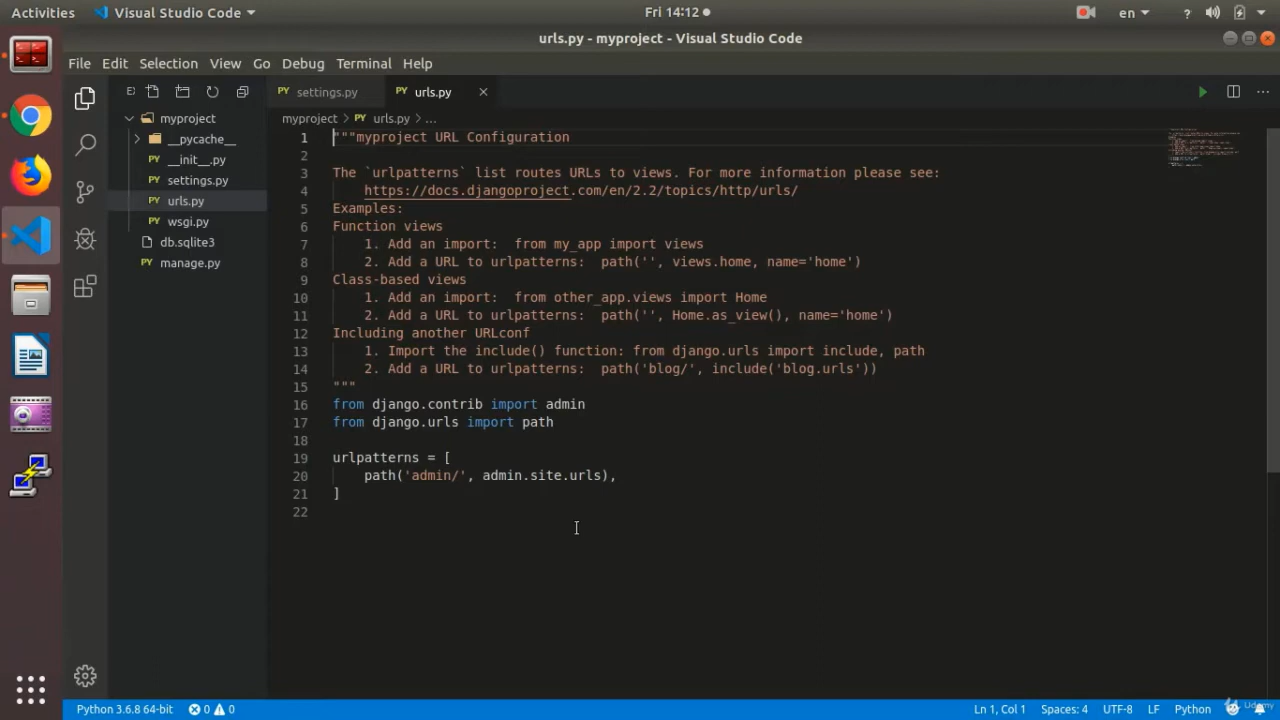 Activities
Visual Studio Code
Fri 14:12
en
urls.py - myproject - Visual Studio Code
File Edit Selection View Go Debug Terminal Help
settings.py
urls.py
myproject > urls.py > ...
myproject
__pycache__
__init__.py
settings.py
urls.py
wsgi.py
db.sqlite3
manage.py
1 """myproject URL Configuration
2
3 The `urlpatterns` list routes URLs to views. For more information please see:
4 https://docs.djangoproject.com/en/2.2/topics/http/urls/
5 Examples:
6 Function views
7 1. Add an import:  from my_app import views
8 2. Add a URL to urlpatterns:  path('', views.home, name='home')
9 Class-based views
10 1. Add an import:  from other_app.views import Home
11 2. Add a URL to urlpatterns:  path('', Home.as_view(), name='home')
12 Including another URLconf
13 1. Import the include() function: from django.urls import include, path
14 2. Add a URL to urlpatterns:  path('blog/', include('blog.urls'))
15 """
16 from django.contrib import admin
17 from django.urls import path
18
19 urlpatterns = [
20 path('admin/', admin.site.urls),
21 ]
22
Python 3.6.8 64-bit
0
0
Ln 1, Col 1
Spaces: 4
UTF-8
LF
Python
Udemy